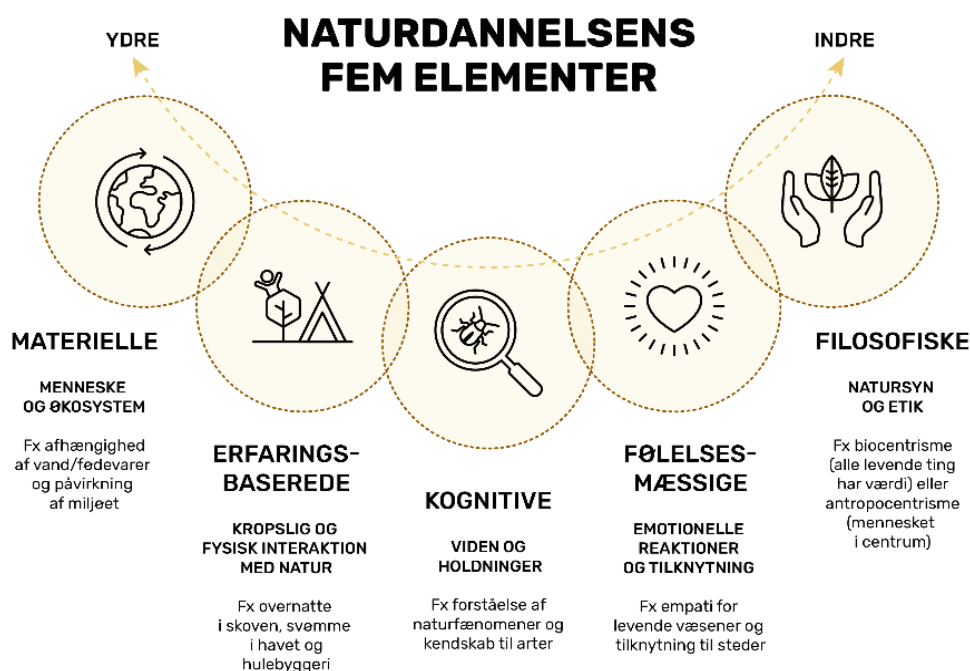 NATURDANNELSENS
FEM ELEMENTER
YDRE
INDRE
MATERIELLE
MENNESKE
OG ØKOSYSTEM
Fx afhængighed
af vand/fødevarer
og påvirkning
af miljøet
ERFARINGS-
BASEREDE
KROPSLIG OG
FYSISK INTERAKTION
MED NATUR
Fx overnatte
i skoven, svømme
i havet og
hulebyggeri
KOGNITIVE
VIDEN OG
HOLDNINGER
Fx forståelse af
naturfænomener og
kendskab til arter
FØLELSES-
MÆSSIGE
EMOTIONELLE
REAKTIONER
OG TILKNYTNING
Fx empati for
levende væsener og
tilknytning til steder
FILOSOFISKE
NATURSYN
OG ETIK
Fx biocentrisme
(alle levende ting
har værdi) eller
antropocentrisme
(mennesket
i centrum)